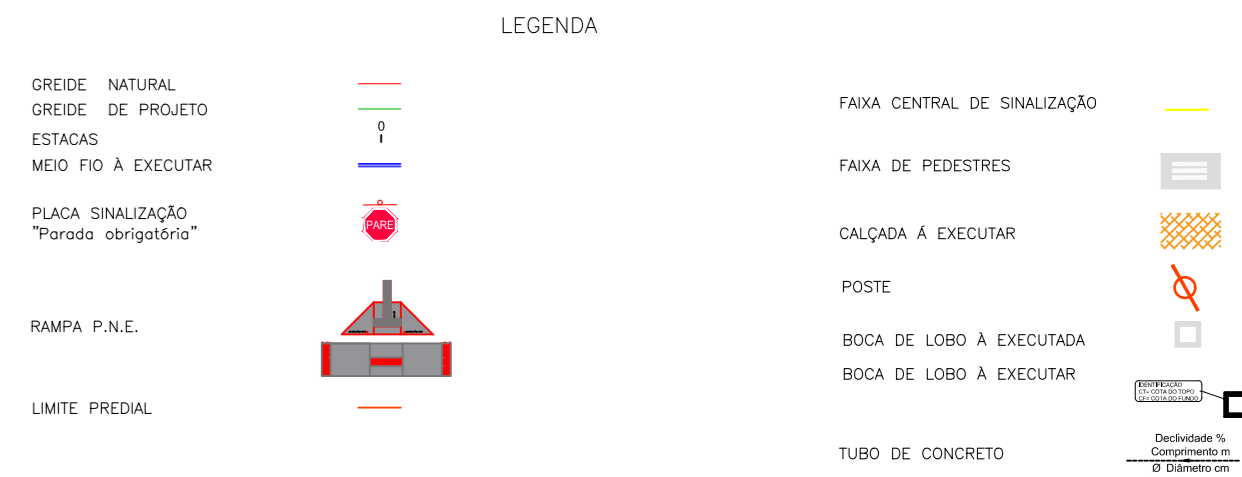 LEGENDA
GREIDE NATURAL
GREIDE DE PROJETO
ESTACAS
0
MEIO FIO À EXECUTAR
PLACA SINALIZAÇÃO
"Parada obrigatória"
PARE
RAMPA P.N.E.
1
LIMITE PREDIAL
FAIXA CENTRAL DE SINALIZAÇÃO
FAIXA DE PEDESTRES
CALÇADA Á EXECUTAR
POSTE
BOCA DE LOBO À EXECUTADA
BOCA DE LOBO À EXECUTAR
IDENTIFICAÇÃO
CT= COTA DO TOPO
CF= COTA DO FUNDO
TUBO DE CONCRETO
Declividade %
Comprimento m
Ø Diâmetro cm